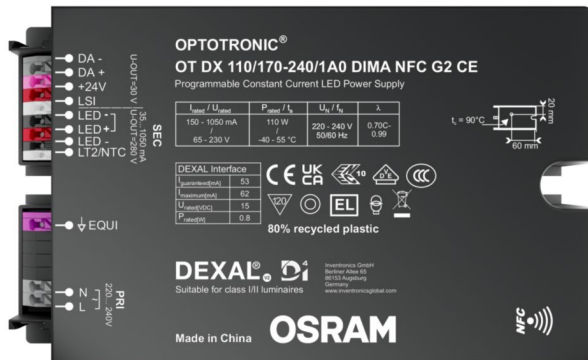 OPTOTRONIC®
OT DX 110/170-240/1A0 DIMA NFC G2 CE
Programmable Constant Current LED Power Supply
DA -
DA +
+24V
LSI
LED -
LED+
LED -
LT2/NTC
U-OUT=30 V
35...1050 mA
U-OUT=280 V
SEC
Irated / Urated
Prated / ta
UN / fN
λ
150 - 1050 mA
/
65 - 230 V
110 W
/
-40 - 55 °C
220 - 240 V
50/60 Hz
0.70C-
0.99
tc = 90°C
20 mm
60 mm
DEXAL Interface
Iguaranteed[mA] 53
Imaximum[mA] 62
Urated[VDC] 15
Prated[W] 0.8
CE UKCA 10 DVE CCC
120 EL
80% recycled plastic
EQUI
N
L
PRI
220...240V
DEXAL® D4
Suitable for class I/II luminaires
Inventronics GmbH
Berliner Allee 65
86153 Augsburg
Germany
www.inventronicsglobal.com
Made in China
OSRAM
NFC